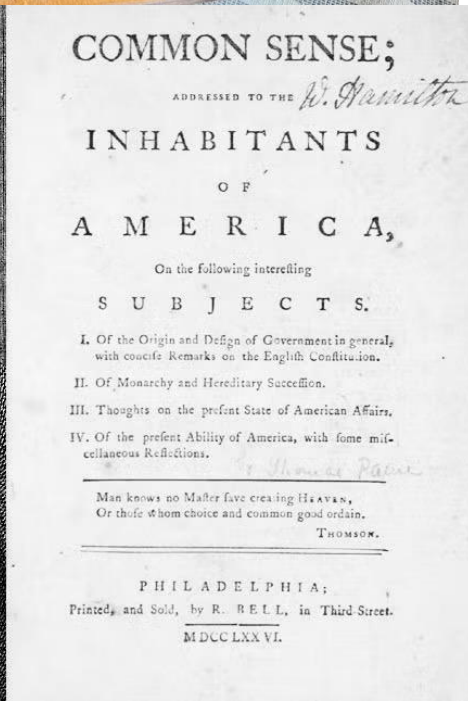 COMMON SENSE;
ADDRESSED TO THE W. Hamilton
INHABITANTS
OF
AMERICA,
On the following intereſting
SUBJECTS.
I. Of the Origin and Deſign of Government in general,
with conciſe Remarks on the Engliſh Conſtitution.
II. Of Monarchy and Hereditary Succeſſion.
III. Thoughts on the preſent State of American Affairs.
IV. Of the preſent Ability of America, with ſome miſ-
cellaneous Reflections.
By Thomas Paine
Man knows no Maſter ſave creating HEAVEN,
Or thoſe whom choice and common good ordain.
THOMSON.
PHILADELPHIA;
Printed, and Sold, by R. BELL, in Third-Street.
MDCCLXXVI.